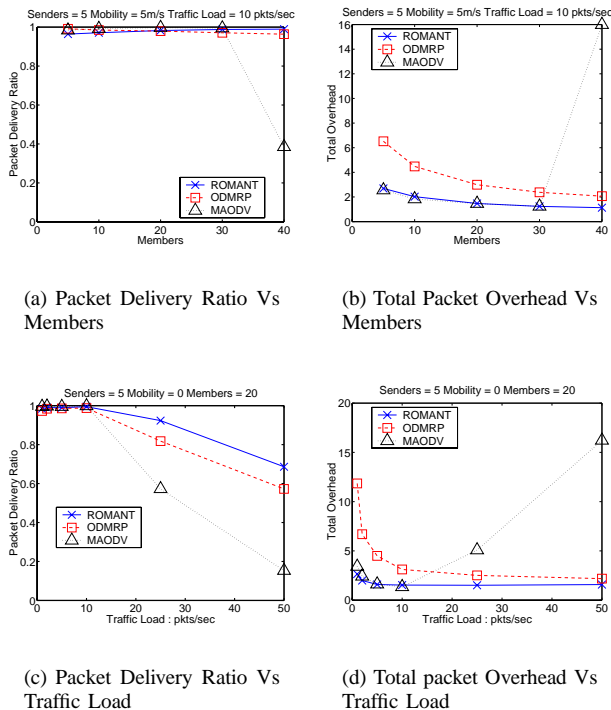 Senders = 5 Mobility = 5m/s Traffic Load = 10 pkts/sec
1
0.8
0.6
0.4
0.2
0
Packet Delivery Ratio
ROMANT
ODMRP
MAODV
0 10 20 30 40
Members
(a) Packet Delivery Ratio Vs
Members
Senders = 5 Mobility = 5m/s Traffic Load = 10 pkts/sec
16
14
12
10
8
6
4
2
0
Total Overhead
ROMANT
ODMRP
MAODV
0 10 20 30 40
Members
(b) Total Packet Overhead Vs
Members
Senders = 5 Mobility = 0 Members = 20
1
0.8
0.6
0.4
0.2
0
Packet Delivery Ratio
ROMANT
ODMRP
MAODV
0 10 20 30 40 50
Traffic Load : pkts/sec
(c) Packet Delivery Ratio Vs
Traffic Load
Senders = 5 Mobility = 0 Members = 20
20
15
10
5
0
Total Overhead
ROMANT
ODMRP
MAODV
0 10 20 30 40 50
Traffic Load : pkts/sec
(d) Total packet Overhead Vs
Traffic Load